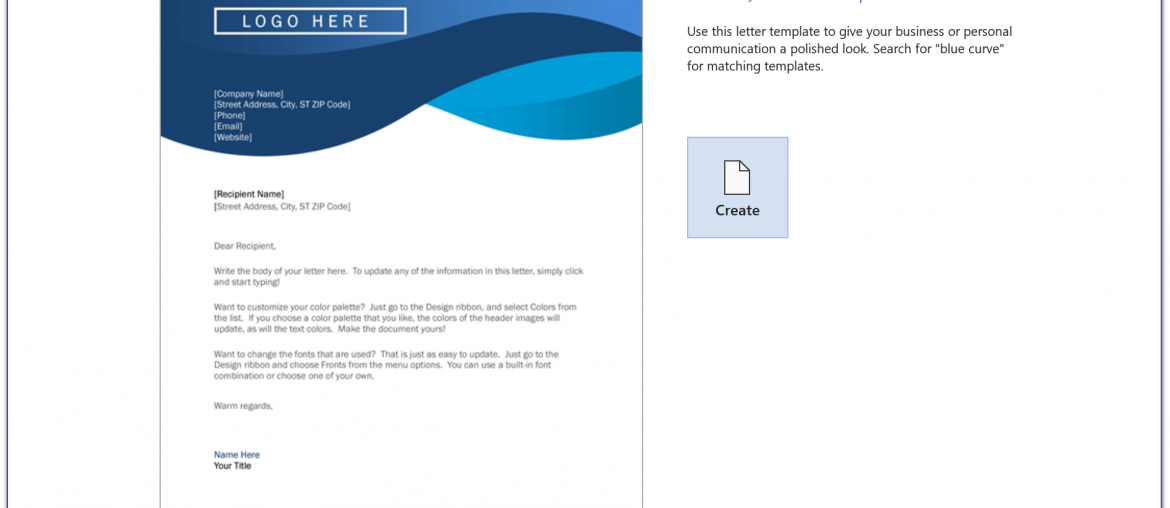 LOGO HERE
[Company Name]
[Street Address, City, ST ZIP Code]
[Phone]
[Email]
[Website]
[Recipient Name]
[Street Address, City, ST ZIP Code]
Dear Recipient,
Write the body of your letter here.  To update any of the information in this letter, simply click
and start typing!
Want to customize your color palette?  Just go to the Design ribbon, and select Colors from
the list.  If you choose a color palette that you like, the colors of the header images will
update, as will the text colors.  Make the document yours!
Want to change the fonts that are used?  That is just as easy to update.  Just go to the
Design ribbon and choose Fronts from the menu options.  You can use a built-in font
combination or choose one of your own.
Warm regards,
Name Here
Your Title
Use this letter template to give your business or personal
communication a polished look. Search for "blue curve"
for matching templates.
Create